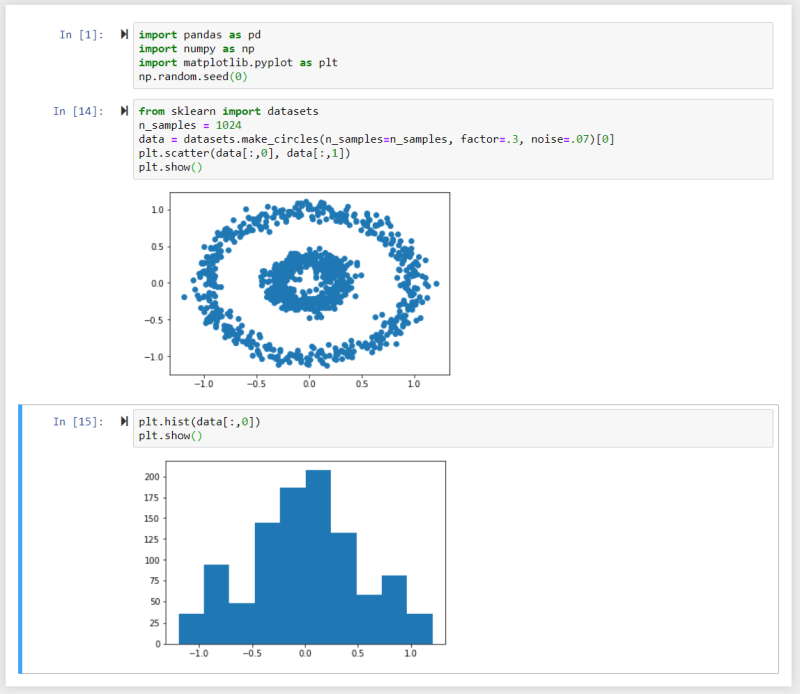 In [1]:
import pandas as pd
import numpy as np
import matplotlib.pyplot as plt
np.random.seed(0)
In [14]:
from sklearn import datasets
n_samples = 1024
data = datasets.make_circles(n_samples=n_samples, factor=.3, noise=.07)[0]
plt.scatter(data[:,0], data[:,1])
plt.show()
1.0
0.5
0.0
−0.5
−1.0
−1.0 −0.5 0.0 0.5 1.0
In [15]:
plt.hist(data[:,0])
plt.show()
200
175
150
125
100
75
50
25
0
−1.0 −0.5 0.0 0.5 1.0